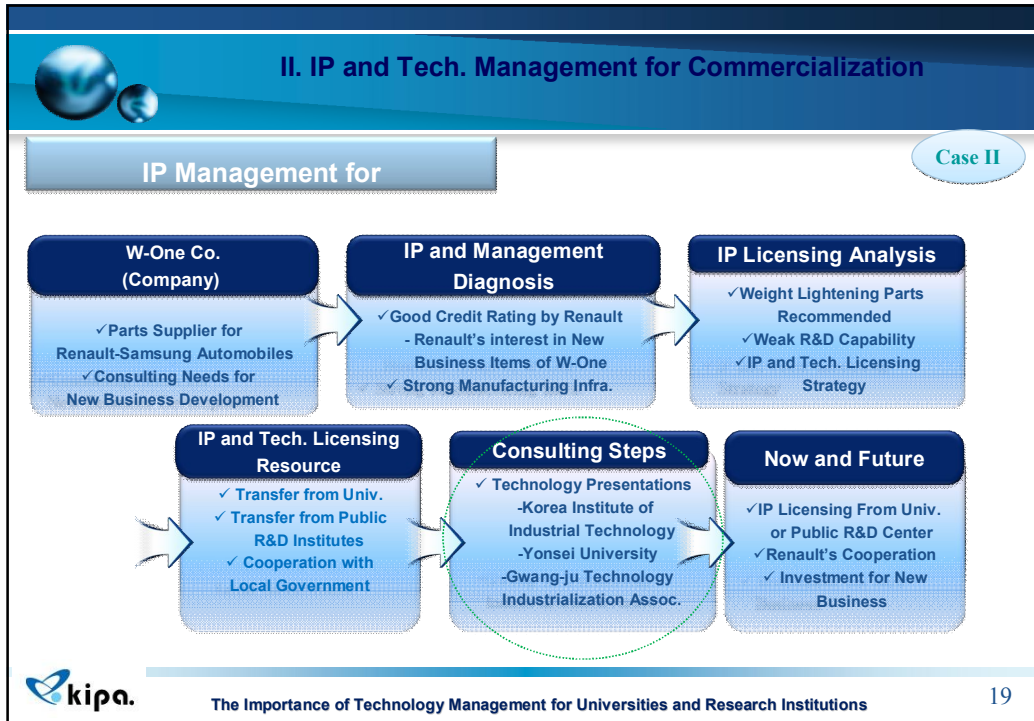 II. IP and Tech. Management for Commercialization
IP Management for
Case II
W-One Co.
(Company)
✓Parts Supplier for
Renault-Samsung Automobiles
✓Consulting Needs for
New Business Development
IP and Management
Diagnosis
✓Good Credit Rating by Renault
- Renault's interest in New
Business Items of W-One
✓ Strong Manufacturing Infra.
IP Licensing Analysis
✓Weight Lightening Parts
Recommended
✓Weak R&D Capability
✓IP and Tech. Licensing
Strategy
IP and Tech. Licensing
Resource
✓ Transfer from Univ.
✓ Transfer from Public
R&D Institutes
✓ Cooperation with
Local Government
Consulting Steps
✓ Technology Presentations
-Korea Institute of
Industrial Technology
-Yonsei University
-Gwang-ju Technology
Industrialization Assoc.
Now and Future
✓IP Licensing From Univ.
or Public R&D Center
✓Renault's Cooperation
✓ Investment for New
Business
kipa.
The Importance of Technology Management for Universities and Research Institutions
19